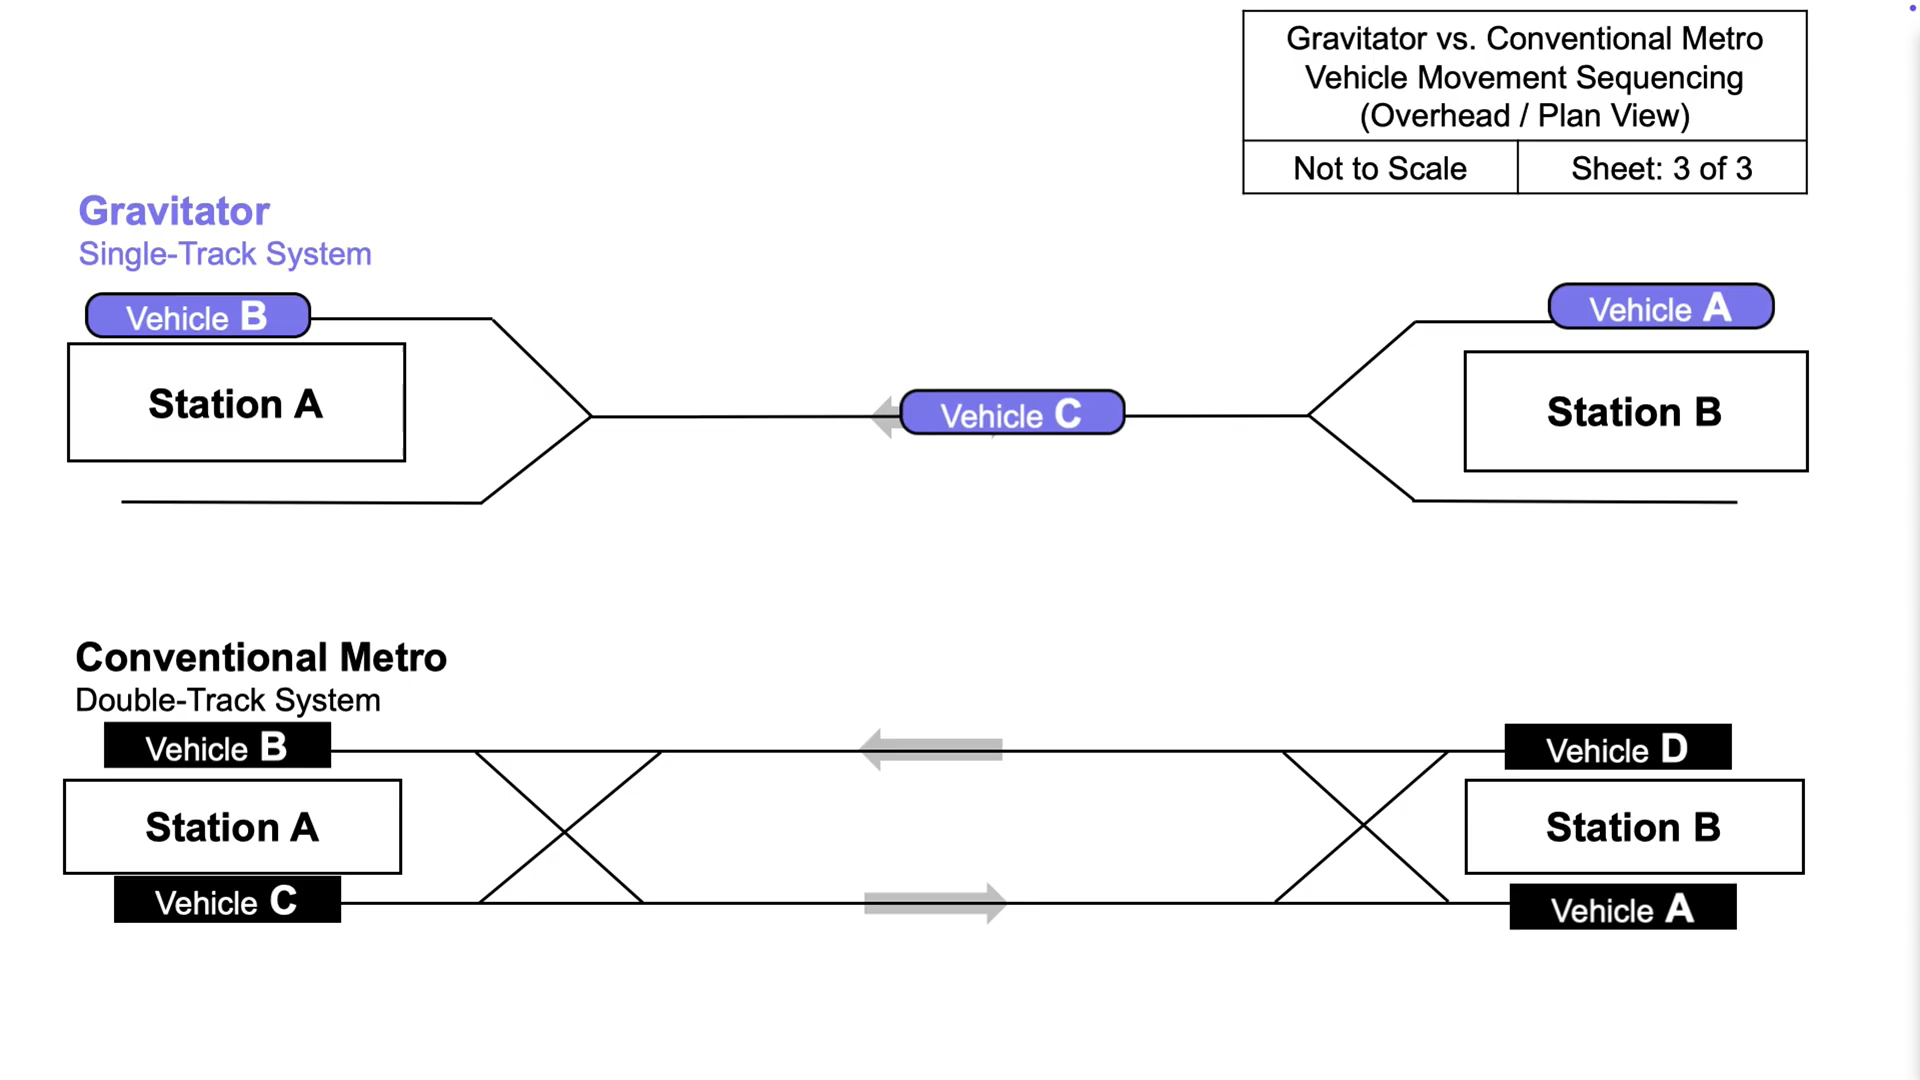 Gravitator vs. Conventional Metro
Vehicle Movement Sequencing
(Overhead / Plan View)
Not to Scale
Sheet: 3 of 3
Gravitator
Single-Track System
Vehicle B
Vehicle A
Station A
Vehicle C
Station B
Conventional Metro
Double-Track System
Vehicle B
Vehicle D
Station A
Station B
Vehicle C
Vehicle A